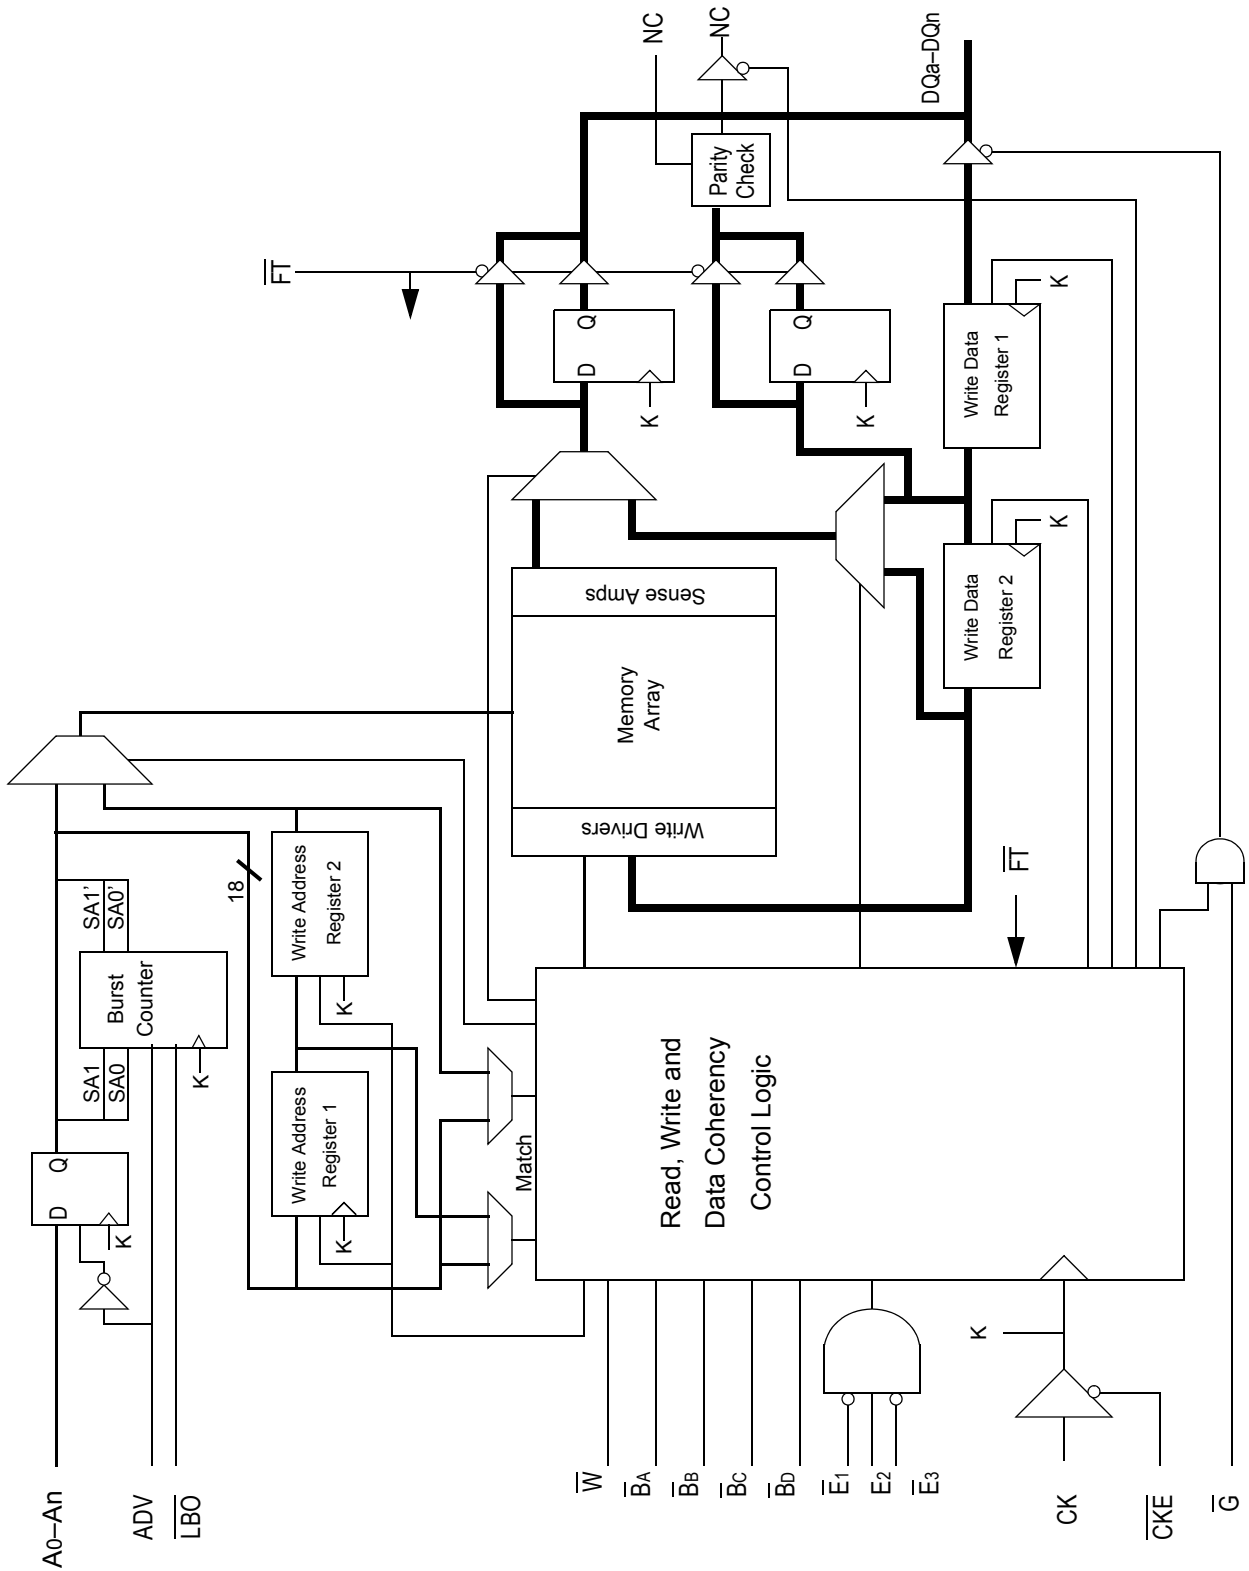 A0–An
ADV
LBO
W
BA
BB
BC
BD
E1
E2
E3
CK
CKE
G
D
Q
K
SA1
SA0
Burst
Counter
SA1'
SA0'
K
18
Write Address
Register 1
K
Write Address
Register 2
K
Match
Read, Write and
Data Coherency
Control Logic
K
FT
Write Drivers
Memory
Array
Sense Amps
Write Data
Register 2
K
Write Data
Register 1
K
D
Q
K
D
Q
K
FT
Parity
Check
NC
NC
DQa–DQn